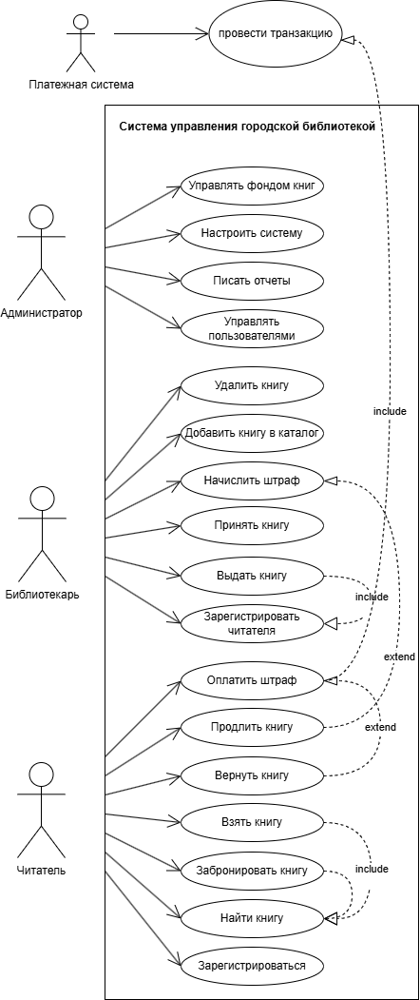 провести транзакцию
Платежная система
Система управления городской библиотекой
Управлять фондом книг
Настроить систему
Писать отчеты
Администратор
Управлять
пользователями
Удалить книгу
include
Добавить книгу в каталог
Начислить штраф
Принять книгу
Выдать книгу
Библиотекарь
include
Зарегистрировать
читателя
extend
Оплатить штраф
Продлить книгу
extend
Вернуть книгу
Взять книгу
Читатель
Забронировать книгу
include
Найти книгу
Зарегистрироваться